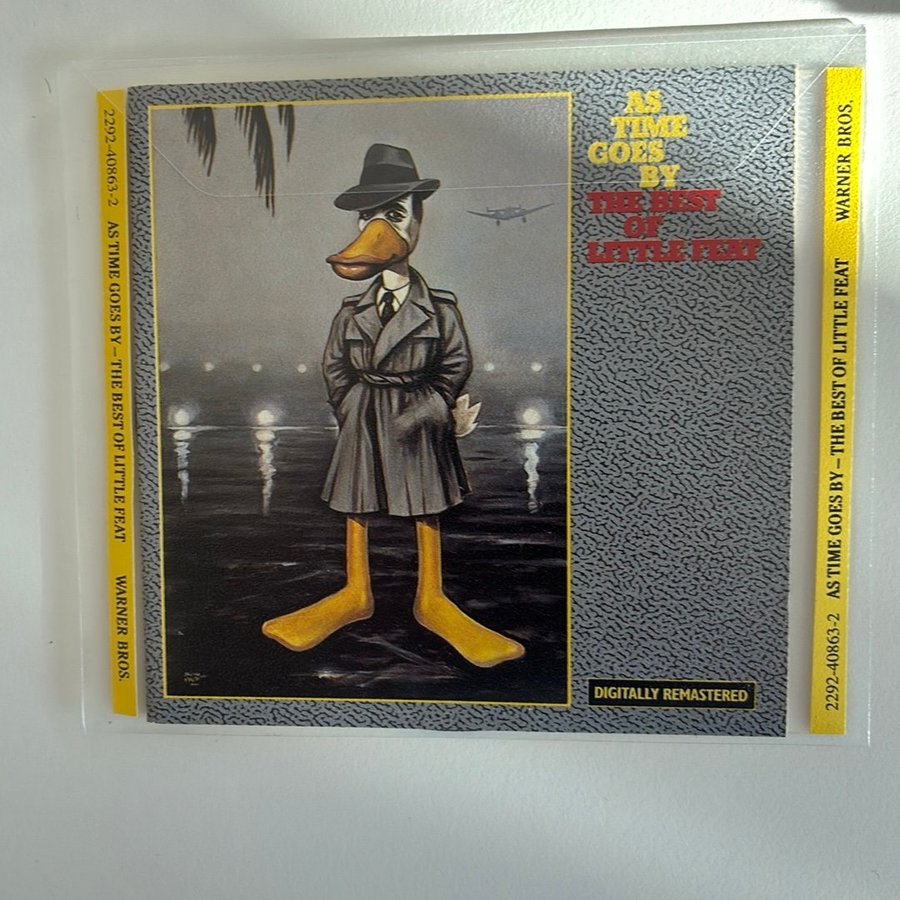 2292-40863-2 AS TIME GOES BY – THE BEST OF LITTLE FEAT WARNER BROS.
AS
TIME
GOES
BY
THE BEST
OF
LITTLE FEAT
DIGITALLY REMASTERED
2292-40863-2 AS TIME GOES BY – THE BEST OF LITTLE FEAT WARNER BROS.